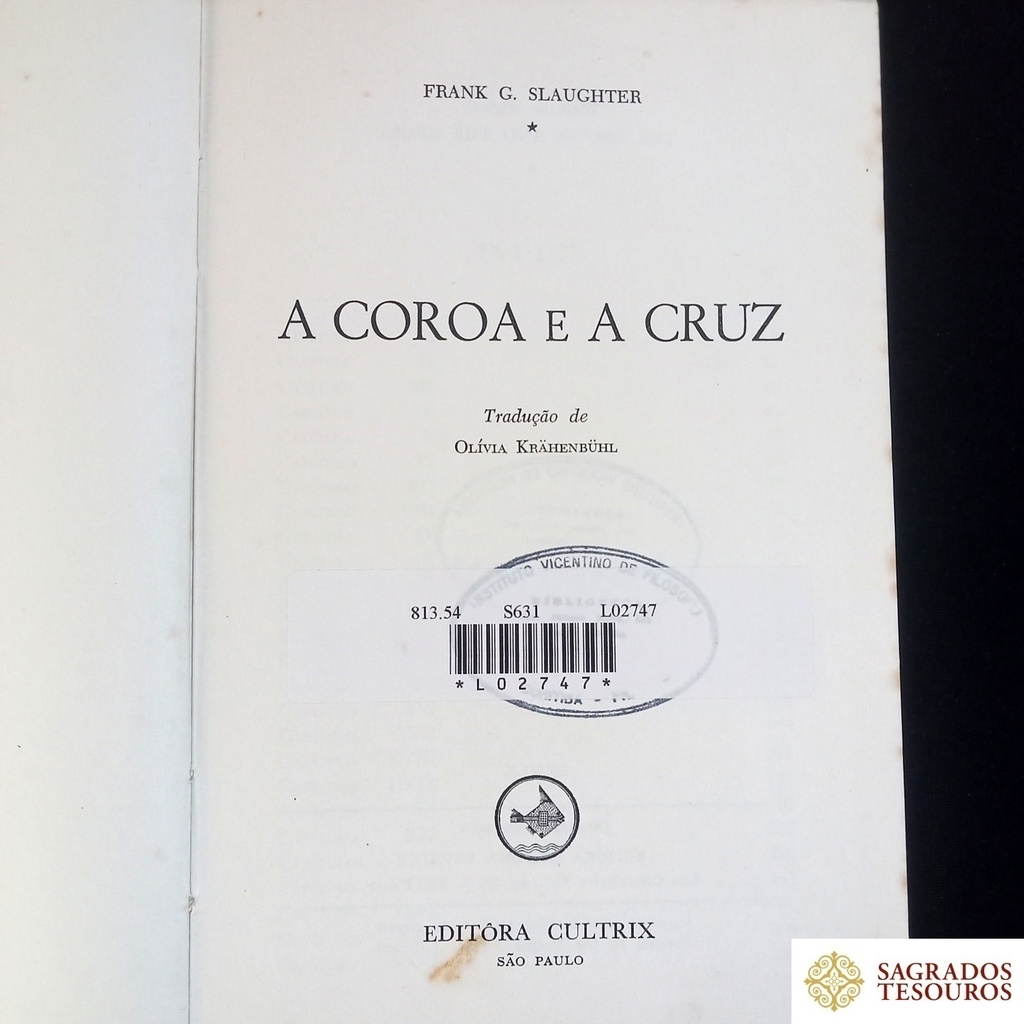 FRANK G. SLAUGHTER
★
A COROA E A CRUZ
Tradução de
OLÍVIA KRÄHENBÜHL
INSTITUTO VICENTINO DE FILOSOFIA
813.54 S631 L02747
*L02747*
EDITÔRA CULTRIX
SÃO PAULO
SAGRADOS
TESOUROS